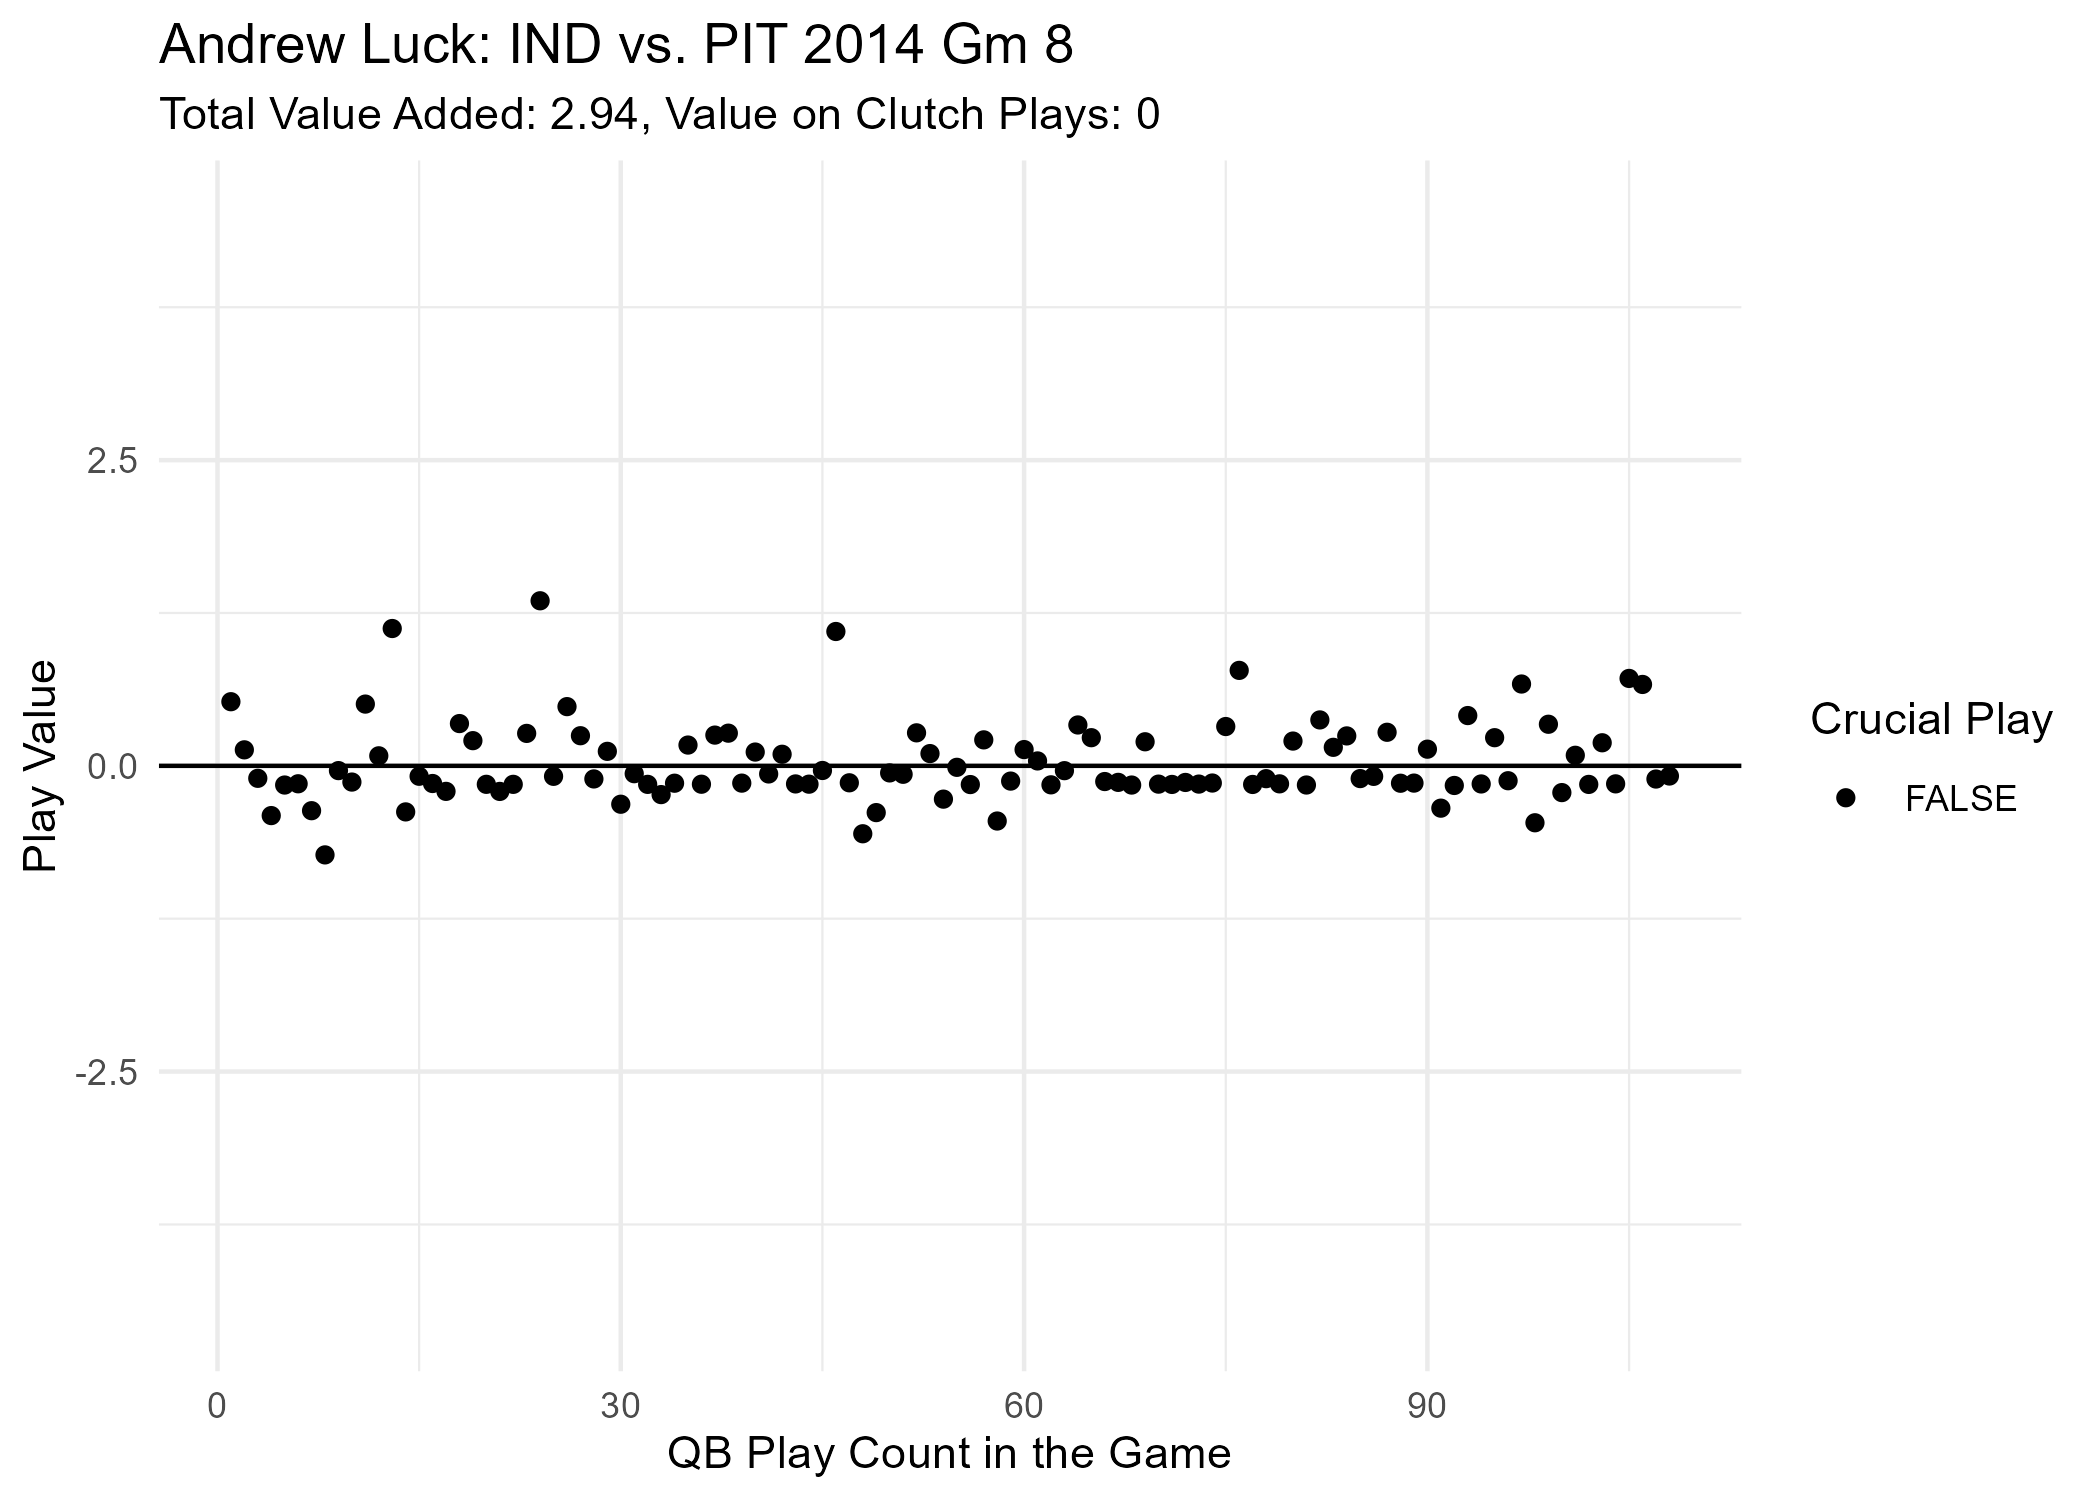 Andrew Luck: IND vs. PIT 2014 Gm 8
Total Value Added: 2.94, Value on Clutch Plays: 0
Play Value
2.5
0.0
-2.5
0 30 60 90
QB Play Count in the Game
Crucial Play
FALSE